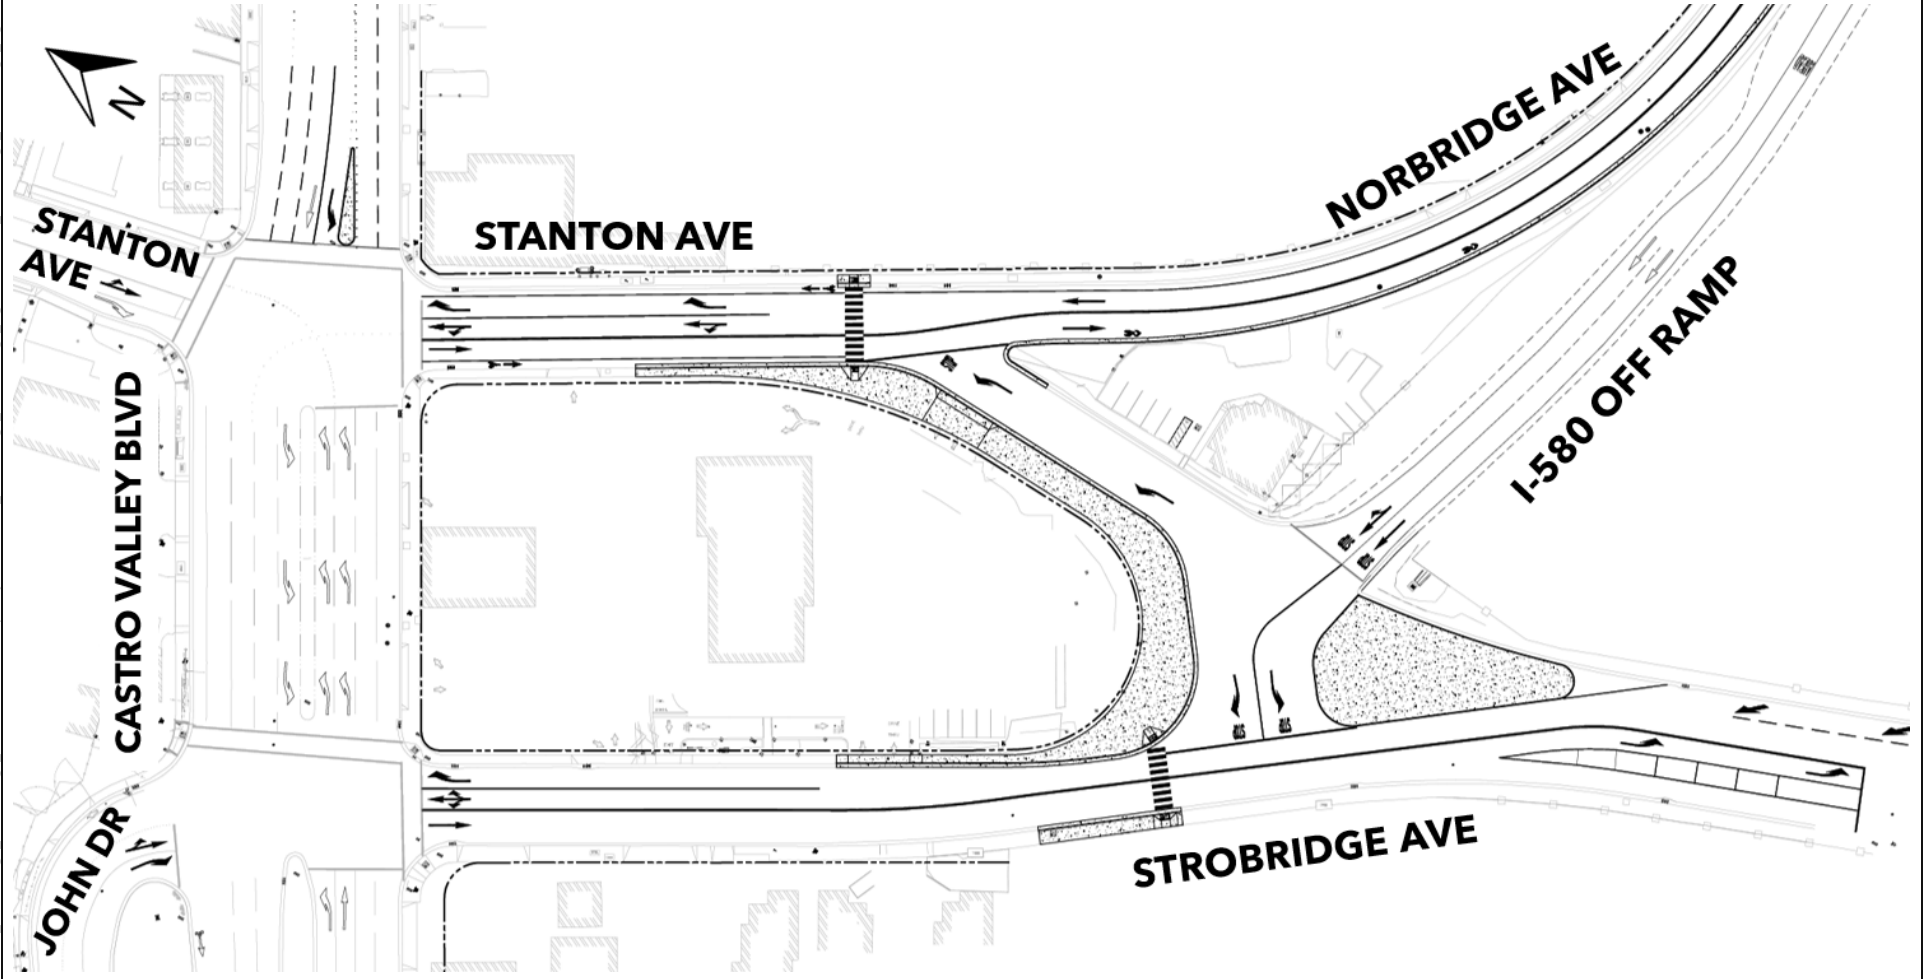 N
STANTON
AVE
STANTON AVE
NORBRIDGE AVE
I-580 OFF RAMP
CASTRO VALLEY BLVD
JOHN DR
STROBRIDGE AVE